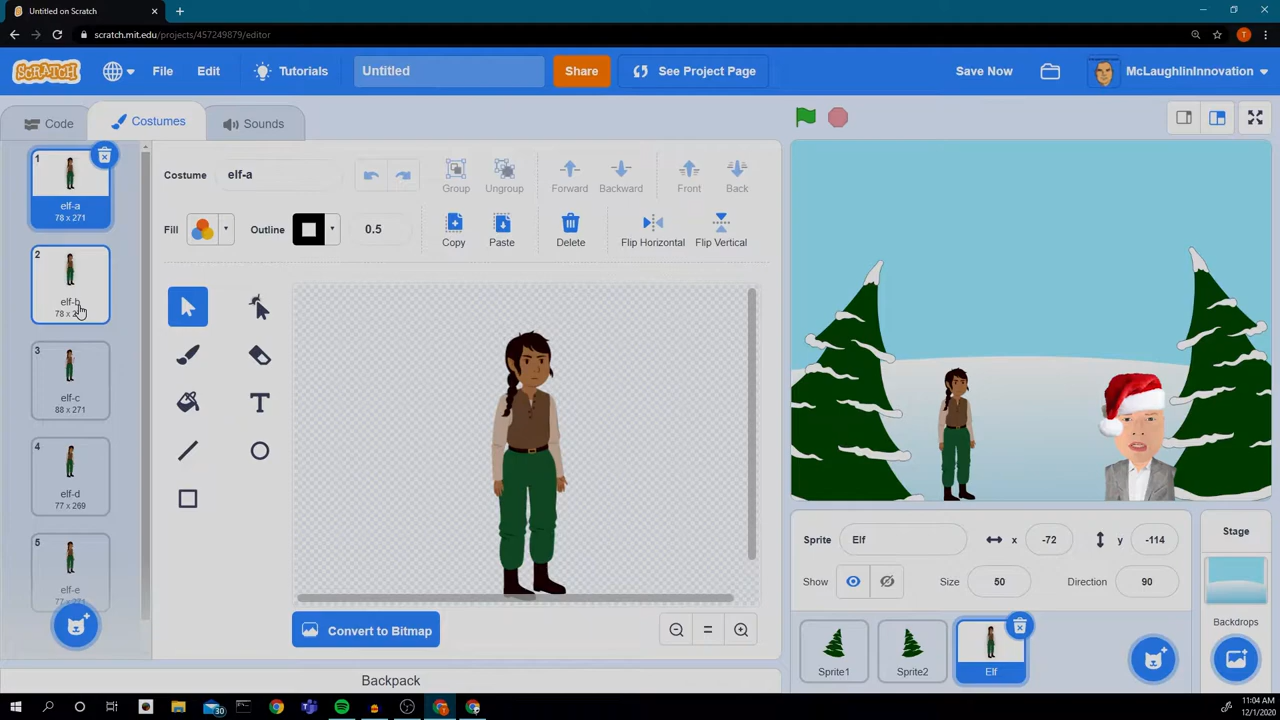 Untitled on Scratch
scratch.mit.edu/projects/457249879/editor
SCRATCH
File
Edit
Tutorials
Untitled
Share
See Project Page
Save Now
McLaughlinInnovation
Code
Costumes
Sounds
1
elf-a
78 x 271
2
elf-b
3
elf-c
88 x 271
4
elf-d
77 x 269
5
elf-e
Costume
elf-a
Group
Ungroup
Forward
Backward
Front
Back
Fill
Outline
0.5
Copy
Paste
Delete
Flip Horizontal
Flip Vertical
T
Convert to Bitmap
Backpack
Sprite
Elf
x
-72
y
-114
Show
Size
50
Direction
90
Stage
Backdrops
Sprite1
Sprite2
Elf
30
11:04 AM
12/1/2020